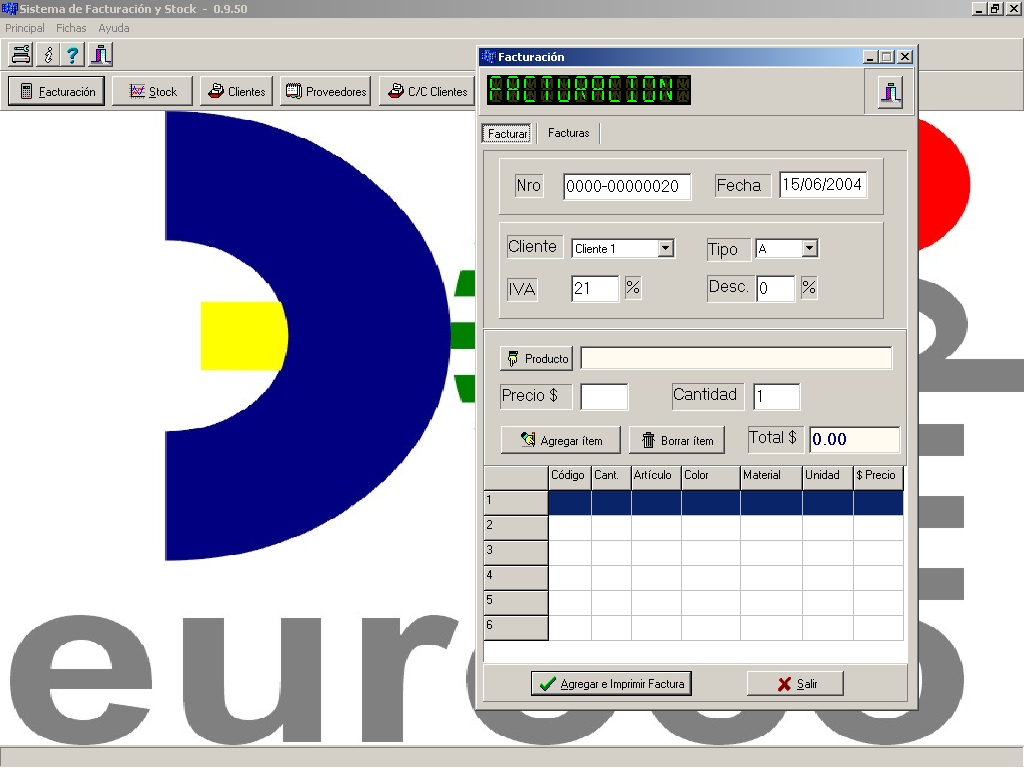 Sistema de Facturación y Stock - 0.9.50
Principal Fichas Ayuda
Facturación Stock Clientes Proveedores C/C Clientes
Facturación
FACTURACION
Facturar Facturas
Nro 0000-00000020 Fecha 15/06/2004
Cliente Cliente 1 Tipo A
IVA 21 % Desc. 0 %
Producto
Precio $ Cantidad 1
Agregar ítem Borrar ítem Total $ 0.00
Código Cant. Artículo Color Material Unidad $ Precio
1
2
3
4
5
6
Agregar e Imprimir Factura Salir